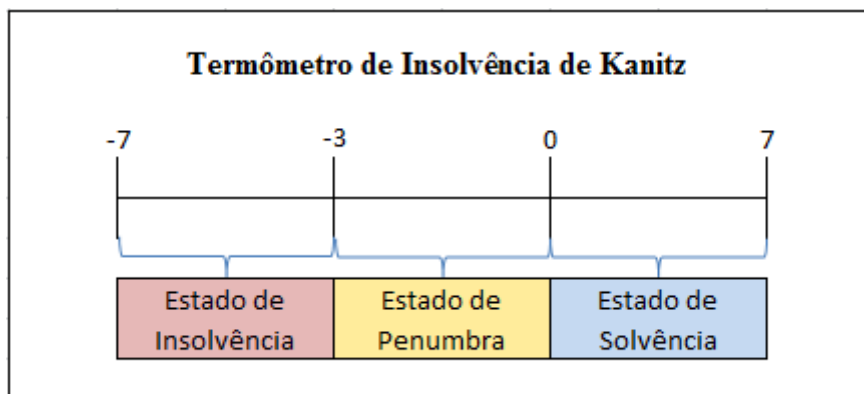 Termômetro de Insolvência de Kanitz
-7 -3 0 7
Estado de Insolvência
Estado de Penumbra
Estado de Solvência